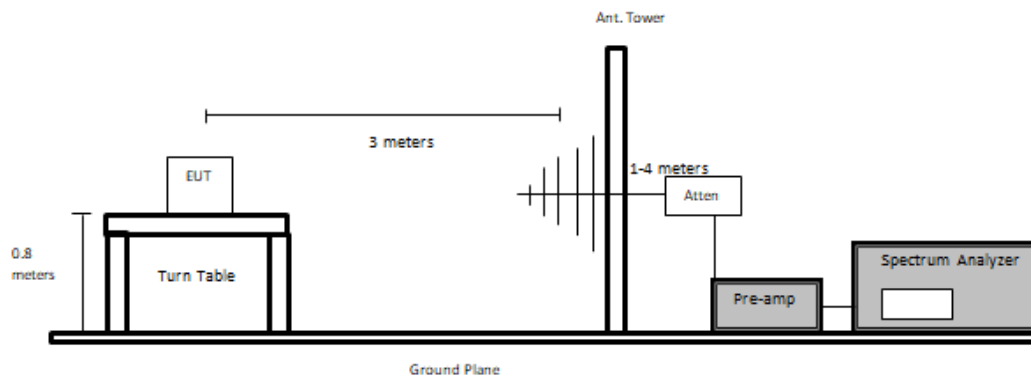 Ant. Tower
3 meters
EUT
1-4 meters
Atten
0.8
meters
Turn Table
Spectrum Analyzer
Pre-amp
Ground Plane